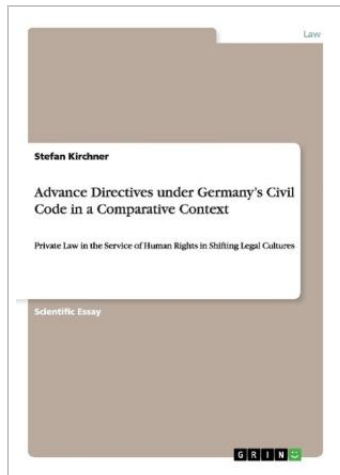 Law
Stefan Kirchner
Advance Directives under Germany's Civil
Code in a Comparative Context
Private Law in the Service of Human Rights in Shifting Legal Cultures
Scientific Essay
GRIN